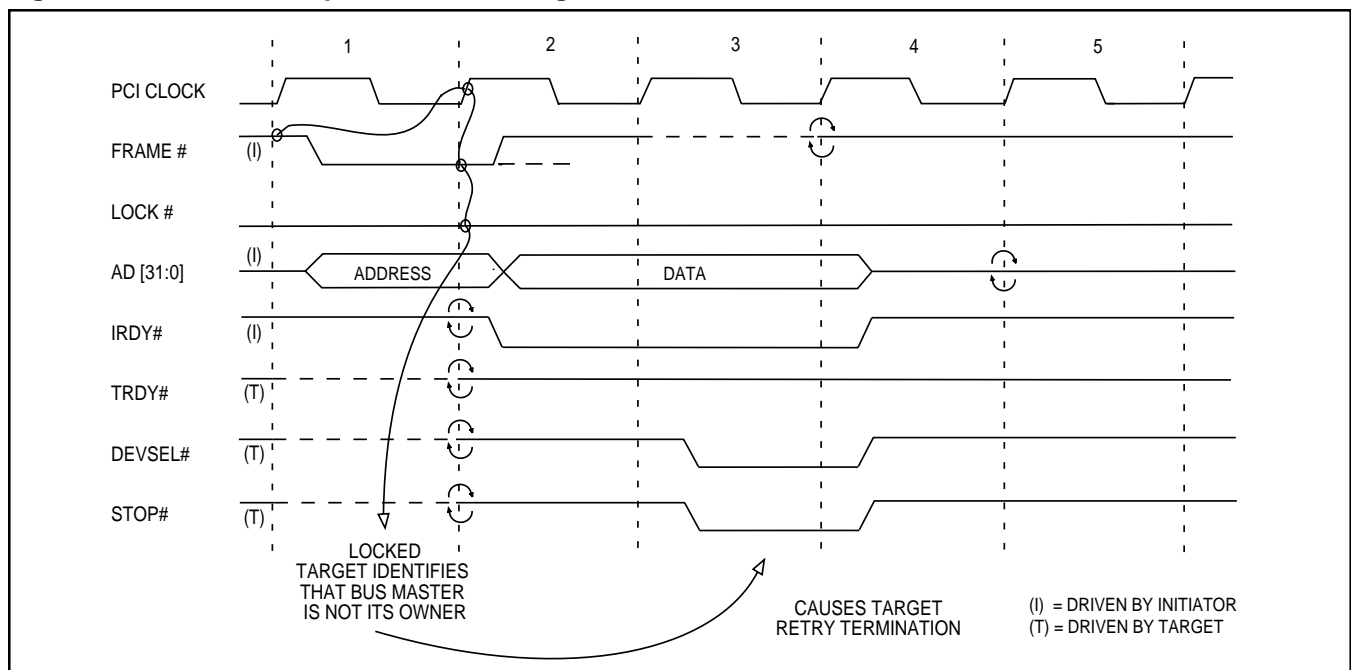 1 2 3 4 5
PCI CLOCK
FRAME # (I)
LOCK #
AD [31:0] (I) ADDRESS DATA
IRDY# (I)
TRDY# (T)
DEVSEL# (T)
STOP# (T)
LOCKED
TARGET IDENTIFIES
THAT BUS MASTER
IS NOT ITS OWNER
CAUSES TARGET
RETRY TERMINATION
(I) = DRIVEN BY INITIATOR
(T) = DRIVEN BY TARGET